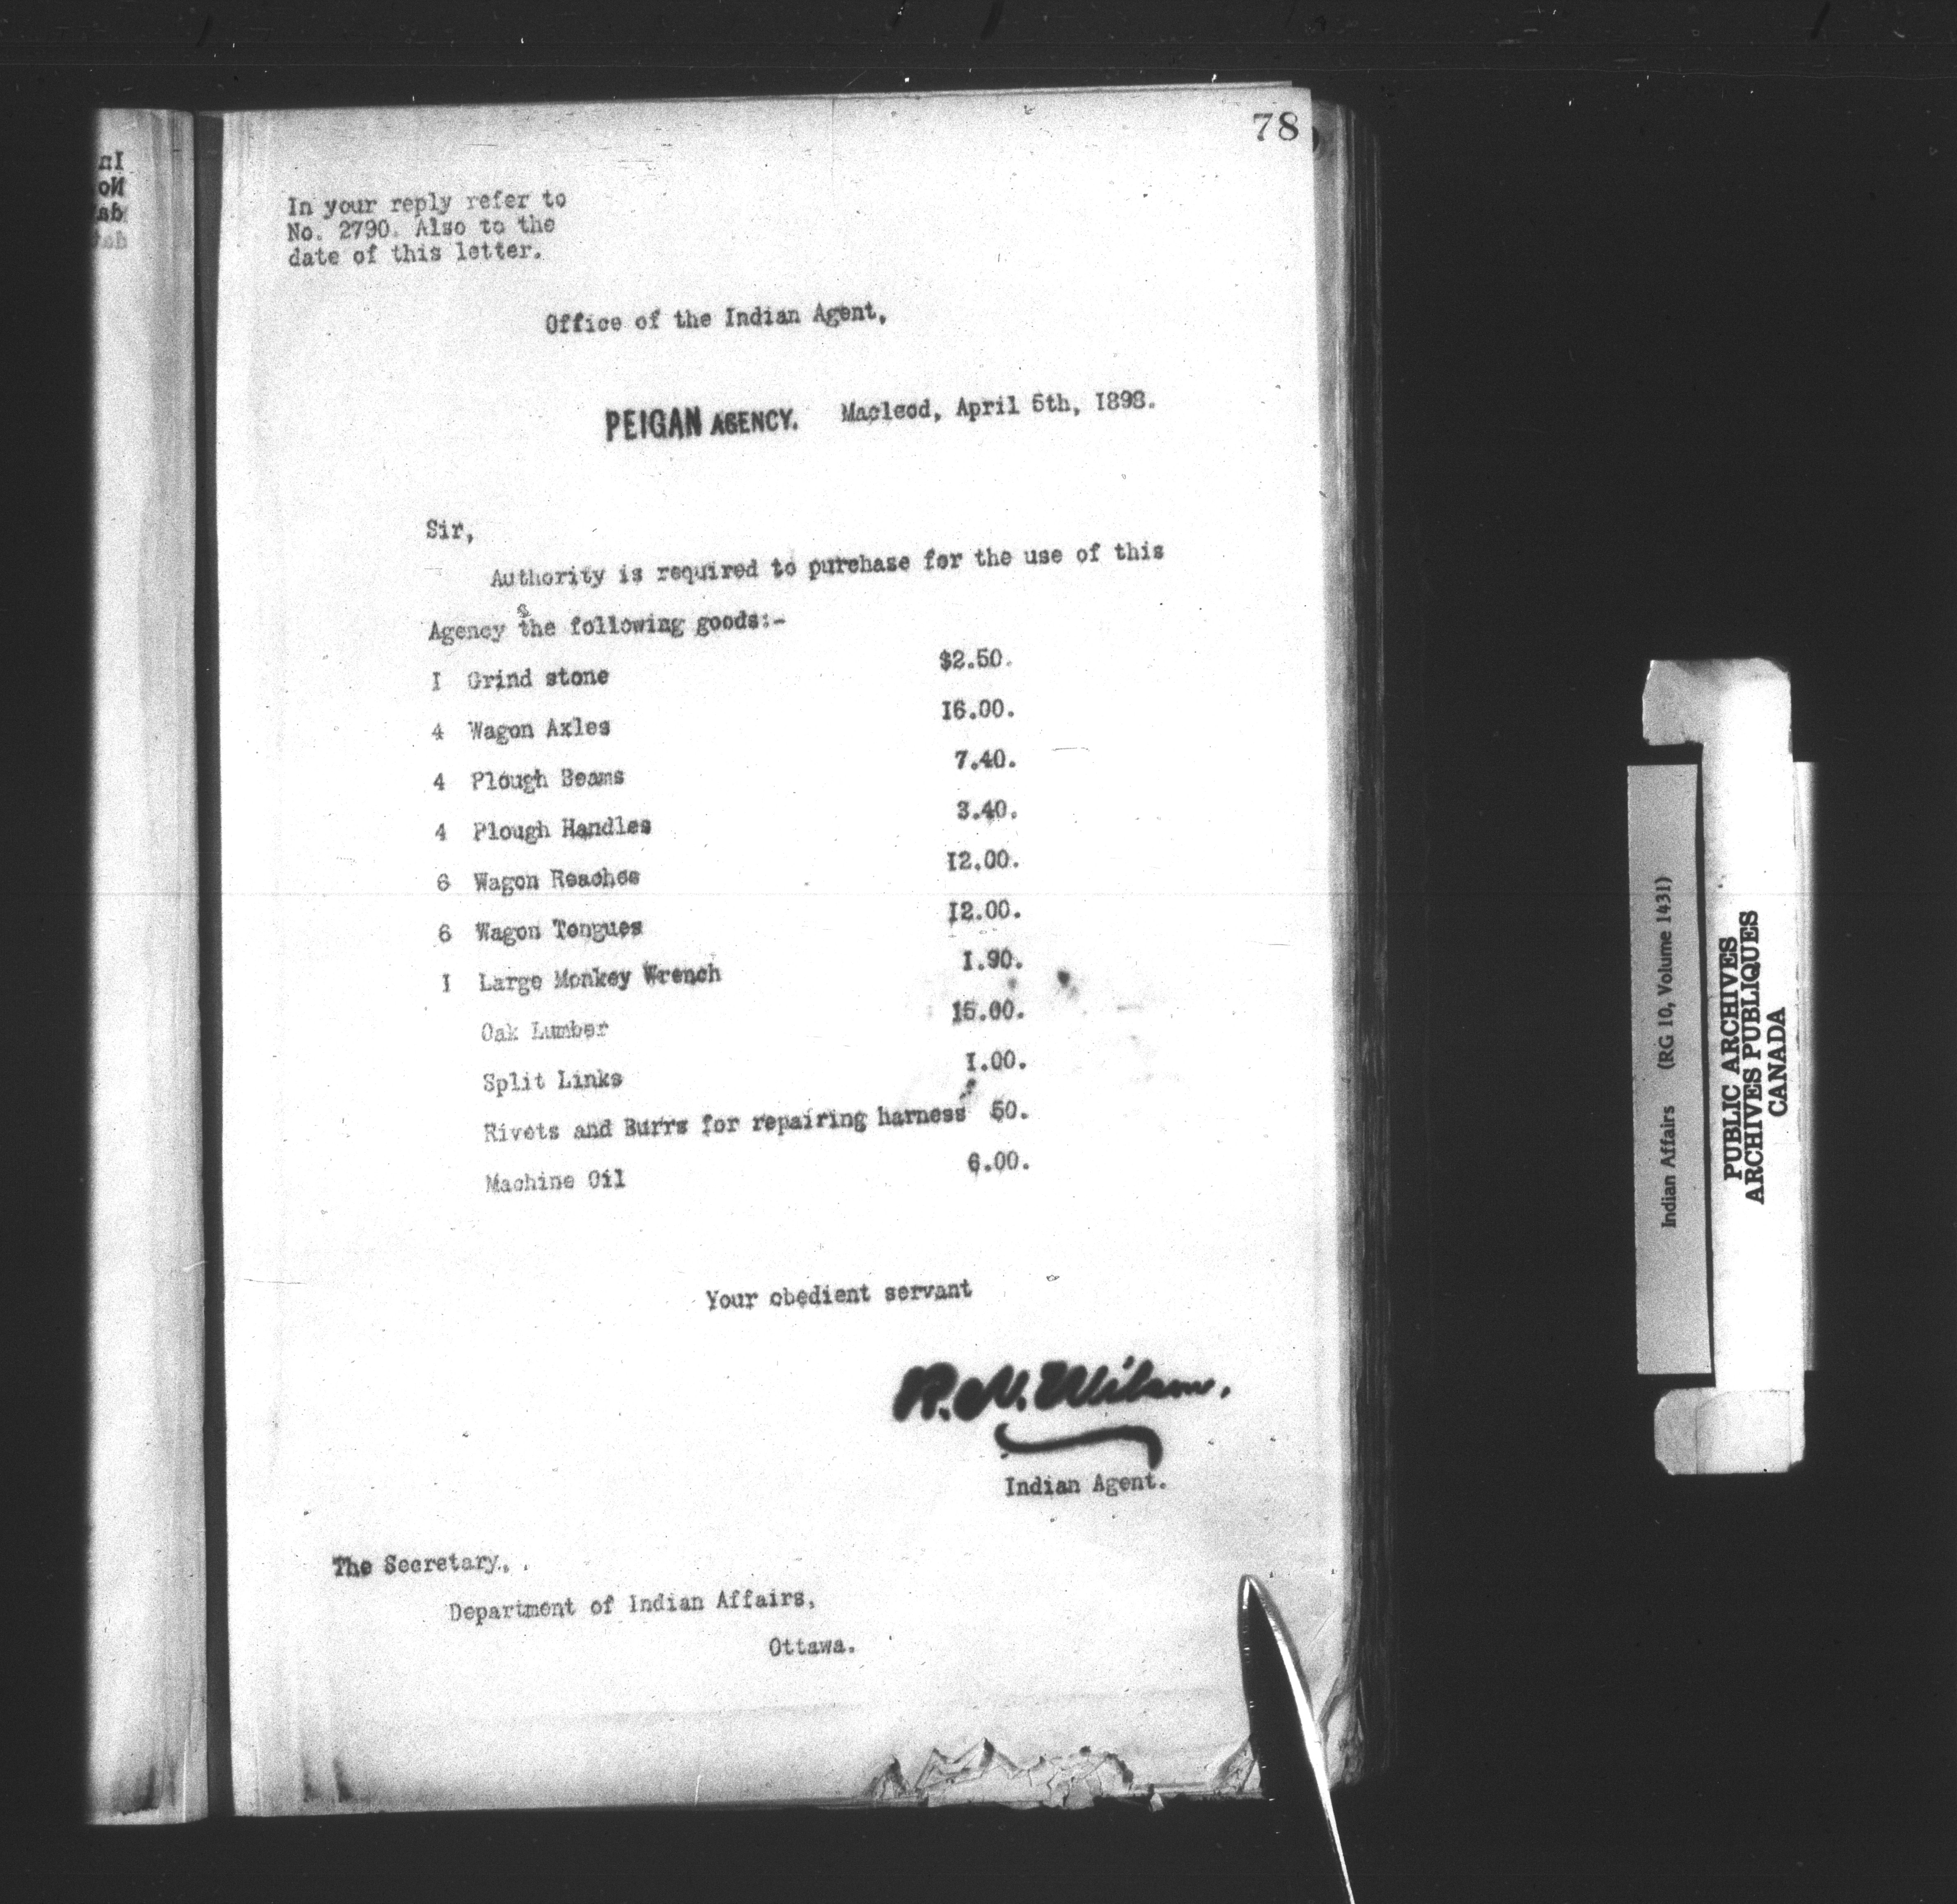 78
In your reply refer to
No. 2790. Also to the
date of this letter.
Office of the Indian Agent,
PEIGAN AGENCY. Macleod, April 5th, 1898.
Sir,
Authority is required to purchase for the use of this
Agency the following goods:-
I Grind stone $2.50.
4 Wagon Axles 16.00.
4 Plough Beams 7.40.
4 Plough Handles 3.40.
6 Wagon Reaches 12.00.
6 Wagon Tongues 12.00.
I Large Monkey Wrench 1.90.
Oak Lumber 15.00.
Split Links 1.00.
Rivets and Burrs for repairing harness 50.
Machine Oil 6.00.
Your obedient servant
R.N. Wilson.
Indian Agent.
The Secretary,
Department of Indian Affairs,
Ottawa.
Indian Affairs (RG 10, Volume 1431)
PUBLIC ARCHIVES
ARCHIVES PUBLIQUES
CANADA